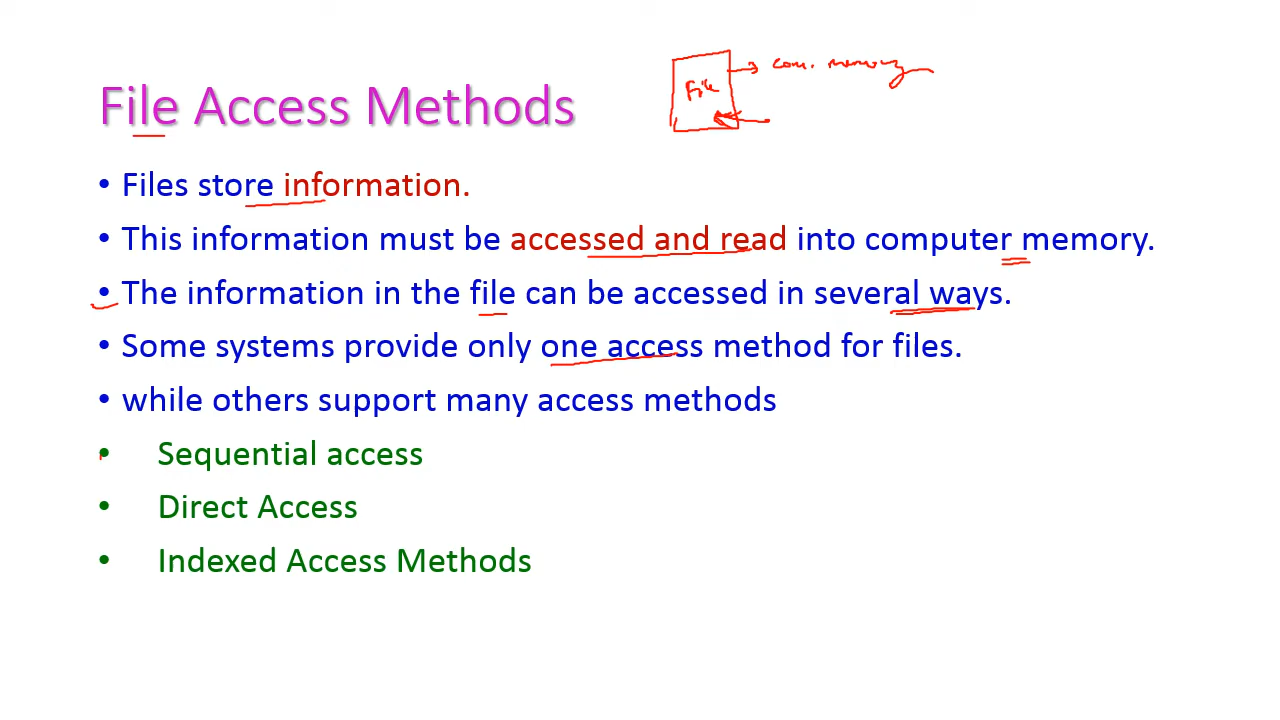 File Access Methods
File → com. memory
• Files store information.
• This information must be accessed and read into computer memory.
• The information in the file can be accessed in several ways.
• Some systems provide only one access method for files.
• while others support many access methods
• Sequential access
• Direct Access
• Indexed Access Methods